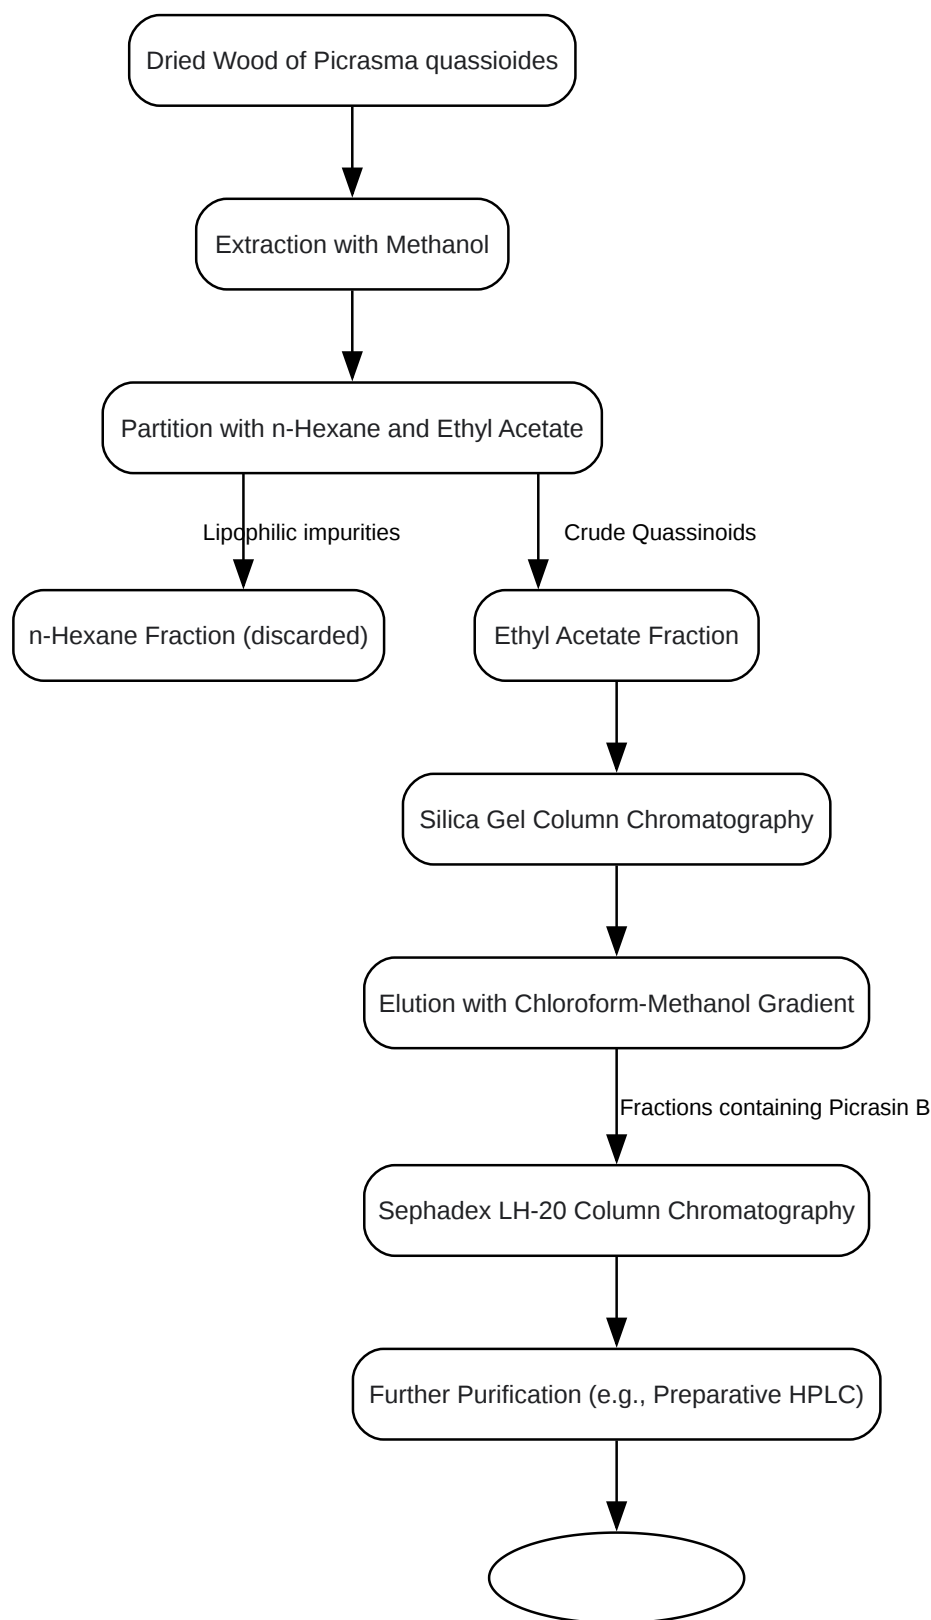 Dried Wood of Picrasma quassioides
Extraction with Methanol
Partition with n-Hexane and Ethyl Acetate
Lipophilic impurities
Crude Quassinoids
n-Hexane Fraction (discarded)
Ethyl Acetate Fraction
Silica Gel Column Chromatography
Elution with Chloroform-Methanol Gradient
Fractions containing Picrasin B
Sephadex LH-20 Column Chromatography
Further Purification (e.g., Preparative HPLC)